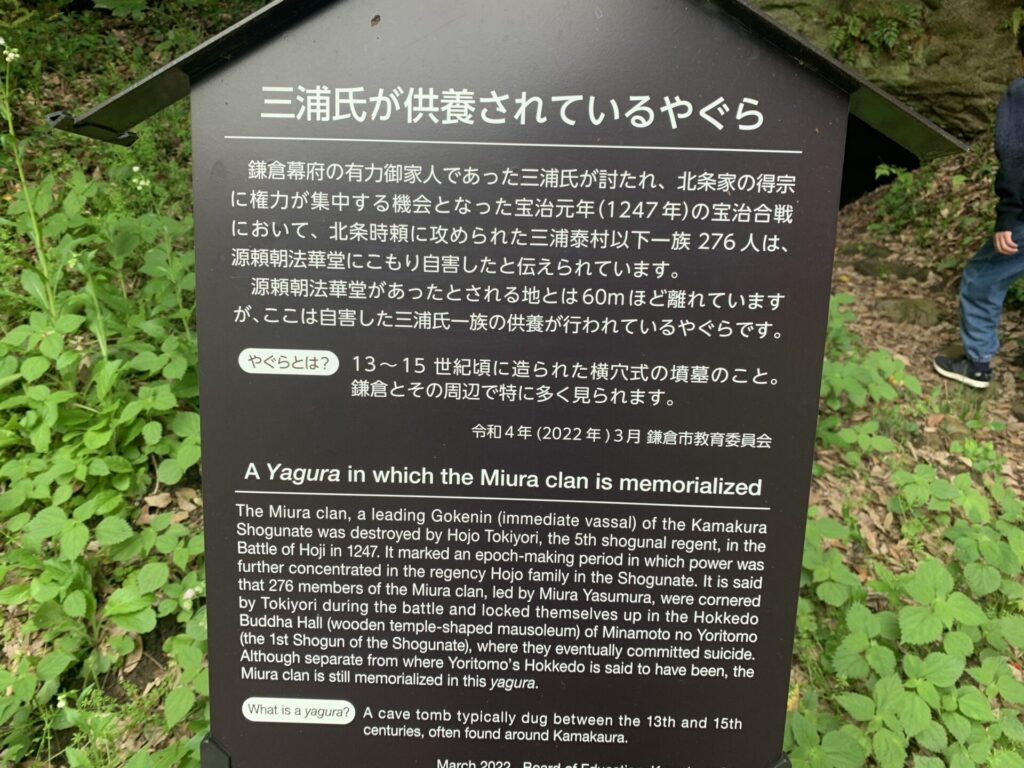 三浦氏が供養されているやぐら
鎌倉幕府の有力御家人であった三浦氏が討たれ、北条家の得宗
に権力が集中する機会となった宝治元年(1247年)の宝治合戦
において、北条時頼に攻められた三浦泰村以下一族 276人は、
源頼朝法華堂にこもり自害したと伝えられています。
源頼朝法華堂があったとされる地とは60mほど離れています
が、ここは自害した三浦氏一族の供養が行われているやぐらです。
やぐらとは? 13～15 世紀頃に造られた横穴式の墳墓のこと。
鎌倉とその周辺で特に多く見られます。
令和4年(2022年)3月 鎌倉市教育委員会
A Yagura in which the Miura clan is memorialized
The Miura clan, a leading Gokenin (immediate vassal) of the Kamakura
Shogunate was destroyed by Hojo Tokiyori, the 5th shogunal regent, in the
Battle of Hoji in 1247. It marked an epoch-making period in which power was
further concentrated in the regency Hojo family in the Shogunate. It is said
that 276 members of the Miura clan, led by Miura Yasumura, were cornered
by Tokiyori during the battle and locked themselves up in the Hokkedo
Buddha Hall (wooden temple-shaped mausoleum) of Minamoto no Yoritomo
(the 1st Shogun of the Shogunate), where they eventually committed suicide.
Although separate from where Yoritomo's Hokkedo is said to have been, the
Miura clan is still memorialized in this yagura.
What is a yagura? A cave tomb typically dug between the 13th and 15th
centuries, often found around Kamakaura.
March 2022 Board of Education